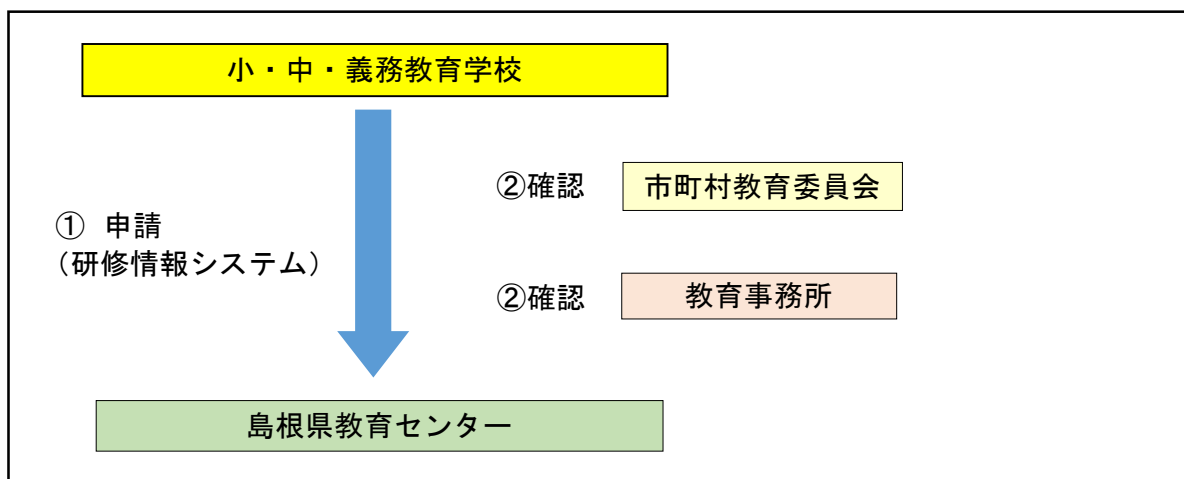 小・中・義務教育学校
②確認 市町村教育委員会
① 申請
（研修情報システム）
②確認 教育事務所
島根県教育センター